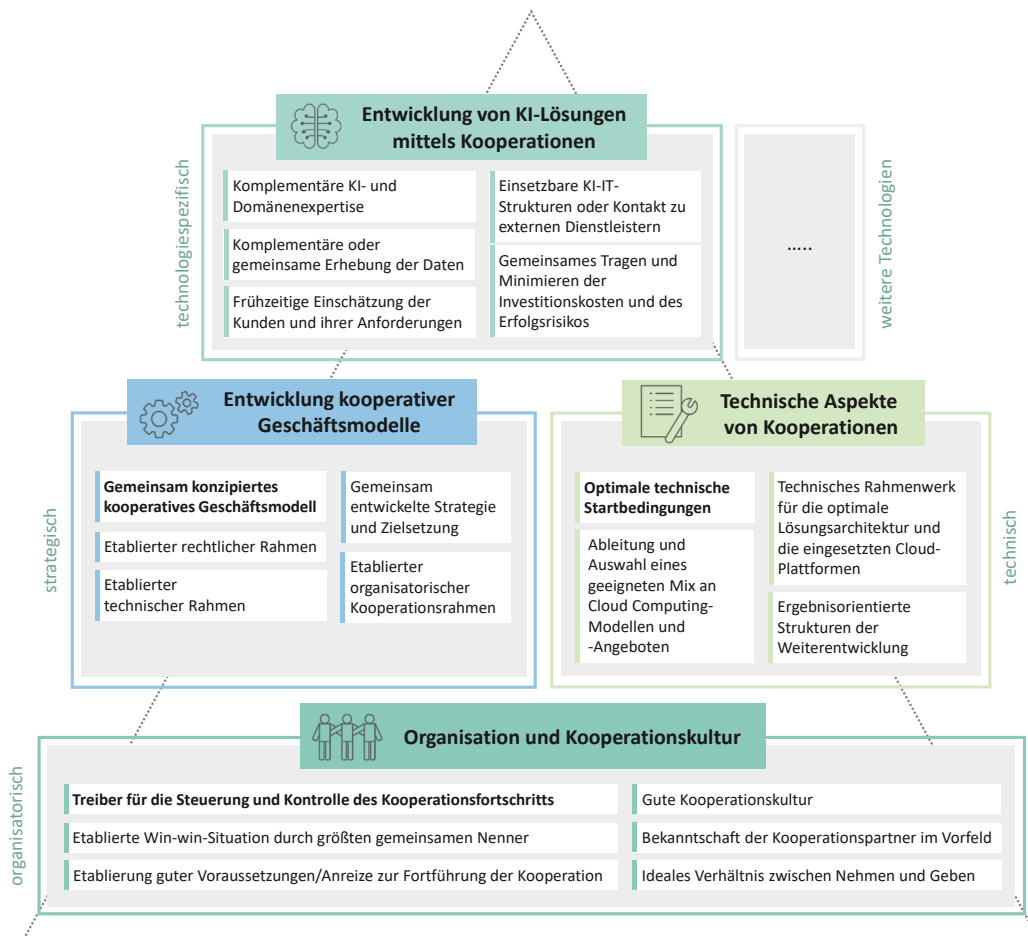 Entwicklung von KI-Lösungen
mittels Kooperationen
technologiespezifisch
Komplementäre KI- und
Domänenexpertise
Komplementäre oder
gemeinsame Erhebung der Daten
Frühzeitige Einschätzung der
Kunden und ihrer Anforderungen
Einsetzbare KI-IT-
Strukturen oder Kontakt zu
externen Dienstleistern
Gemeinsames Tragen und
Minimieren der
Investitionskosten und des
Erfolgsrisikos
.....
weitere Technologien
Entwicklung kooperativer
Geschäftsmodelle
strategisch
Gemeinsam konzipiertes
kooperatives Geschäftsmodell
Etablierter rechtlicher Rahmen
Etablierter
technischer Rahmen
Gemeinsam
entwickelte Strategie
und Zielsetzung
Etablierter
organisatorischer
Kooperationsrahmen
Technische Aspekte
von Kooperationen
Optimale technische
Startbedingungen
Ableitung und
Auswahl eines
geeigneten Mix an
Cloud Computing-
Modellen und
-Angeboten
Technisches Rahmenwerk
für die optimale
Lösungsarchitektur und
die eingesetzten Cloud-
Plattformen
Ergebnisorientierte
Strukturen der
Weiterentwicklung
technisch
Organisation und Kooperationskultur
organisatorisch
Treiber für die Steuerung und Kontrolle des Kooperationsfortschritts
Etablierte Win-win-Situation durch größten gemeinsamen Nenner
Etablierung guter Voraussetzungen/Anreize zur Fortführung der Kooperation
Gute Kooperationskultur
Bekanntschaft der Kooperationspartner im Vorfeld
Ideales Verhältnis zwischen Nehmen und Geben